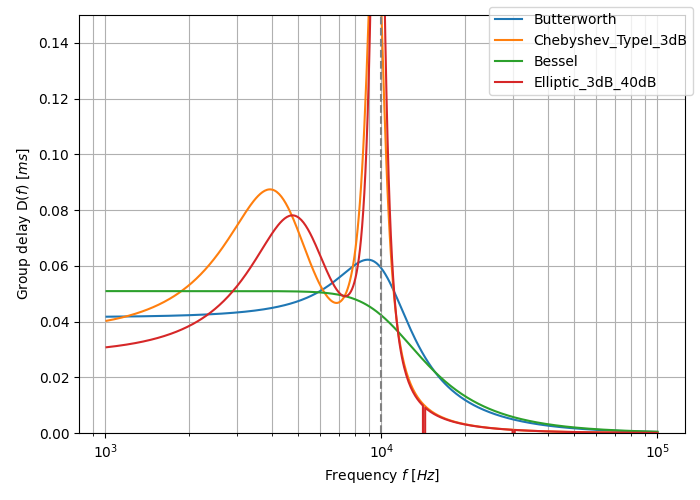 Butterworth
Chebyshev_TypeI_3dB
Bessel
Elliptic_3dB_40dB
0.14
0.12
0.10
0.08
0.06
0.04
0.02
0.00
Group delay D(f) [ms]
10³ 10⁴ 10⁵
Frequency f [Hz]